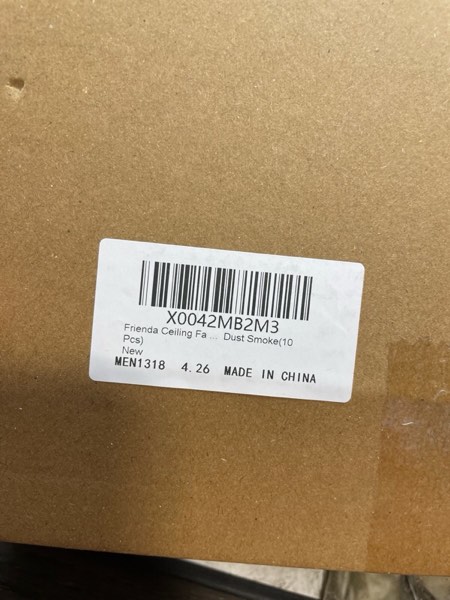 X0042MB2M3
Frienda Ceiling Fa ... Dust Smoke(10
Pcs)
New
MEN1318 4.26 MADE IN CHINA